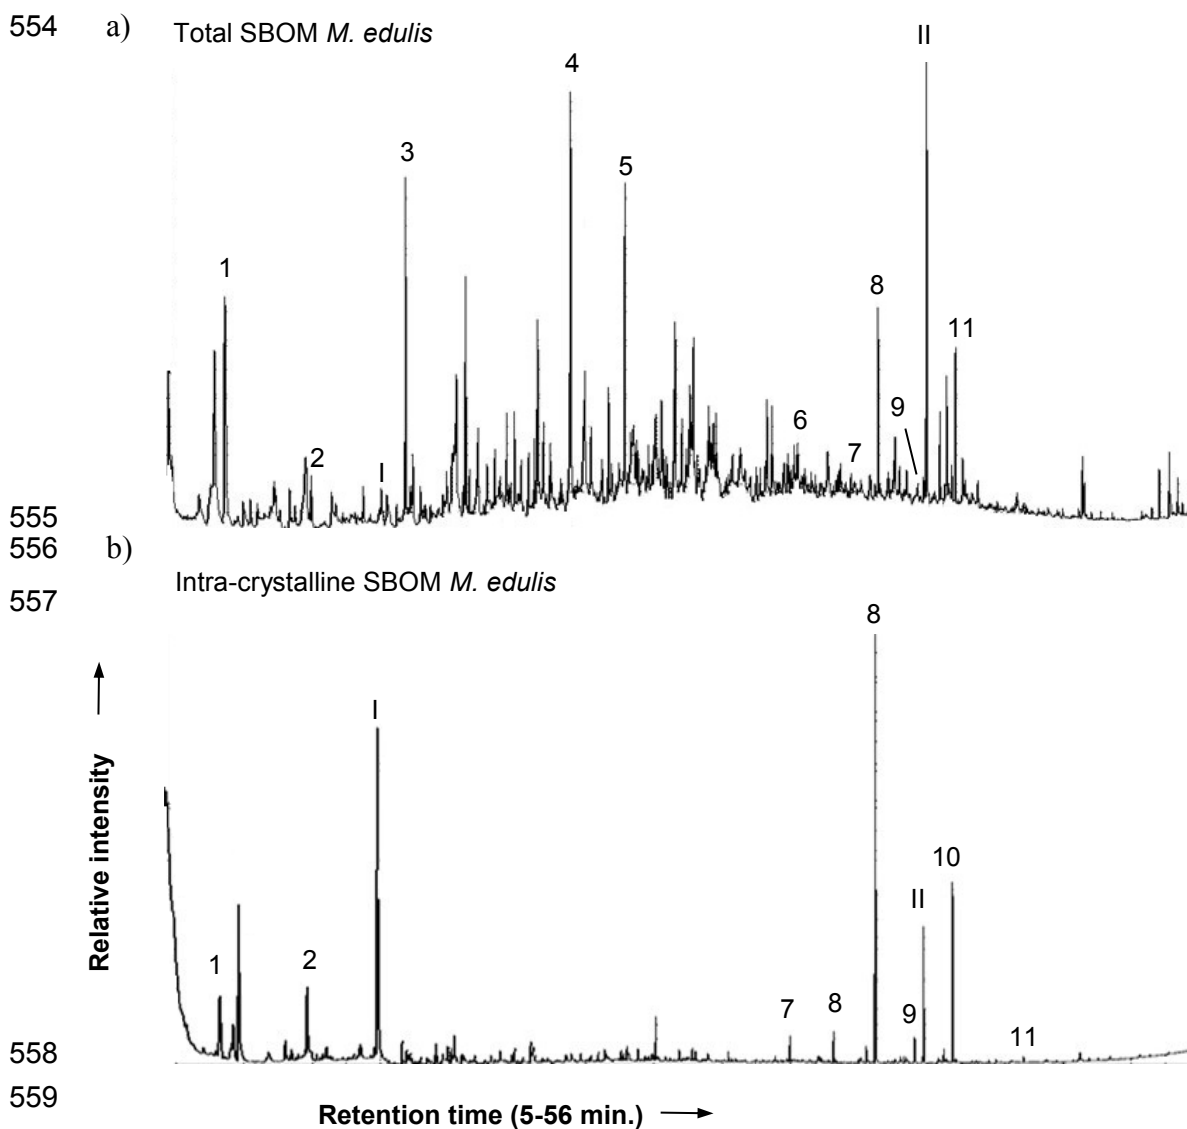 554
a)
Total SBOM M. edulis
II
4
3
5
1
8
11
9
6
2
I
7
555
556
b)
557
Intra-crystalline SBOM M. edulis
8
I
10
II
1
2
7
8
9
11
Relative intensity
558
559
Retention time (5-56 min.)